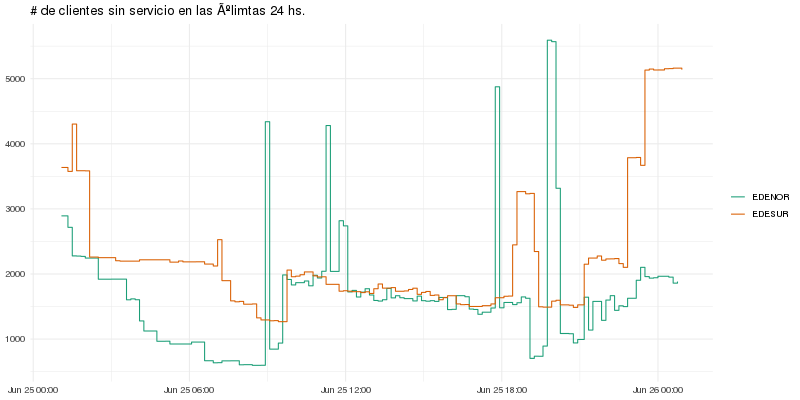 # de clientes sin servicio en las Ãºlimtas 24 hs.
5000
4000
3000
2000
1000
Jun 25 00:00
Jun 25 06:00
Jun 25 12:00
Jun 25 18:00
Jun 26 00:00
EDENOR
EDESUR